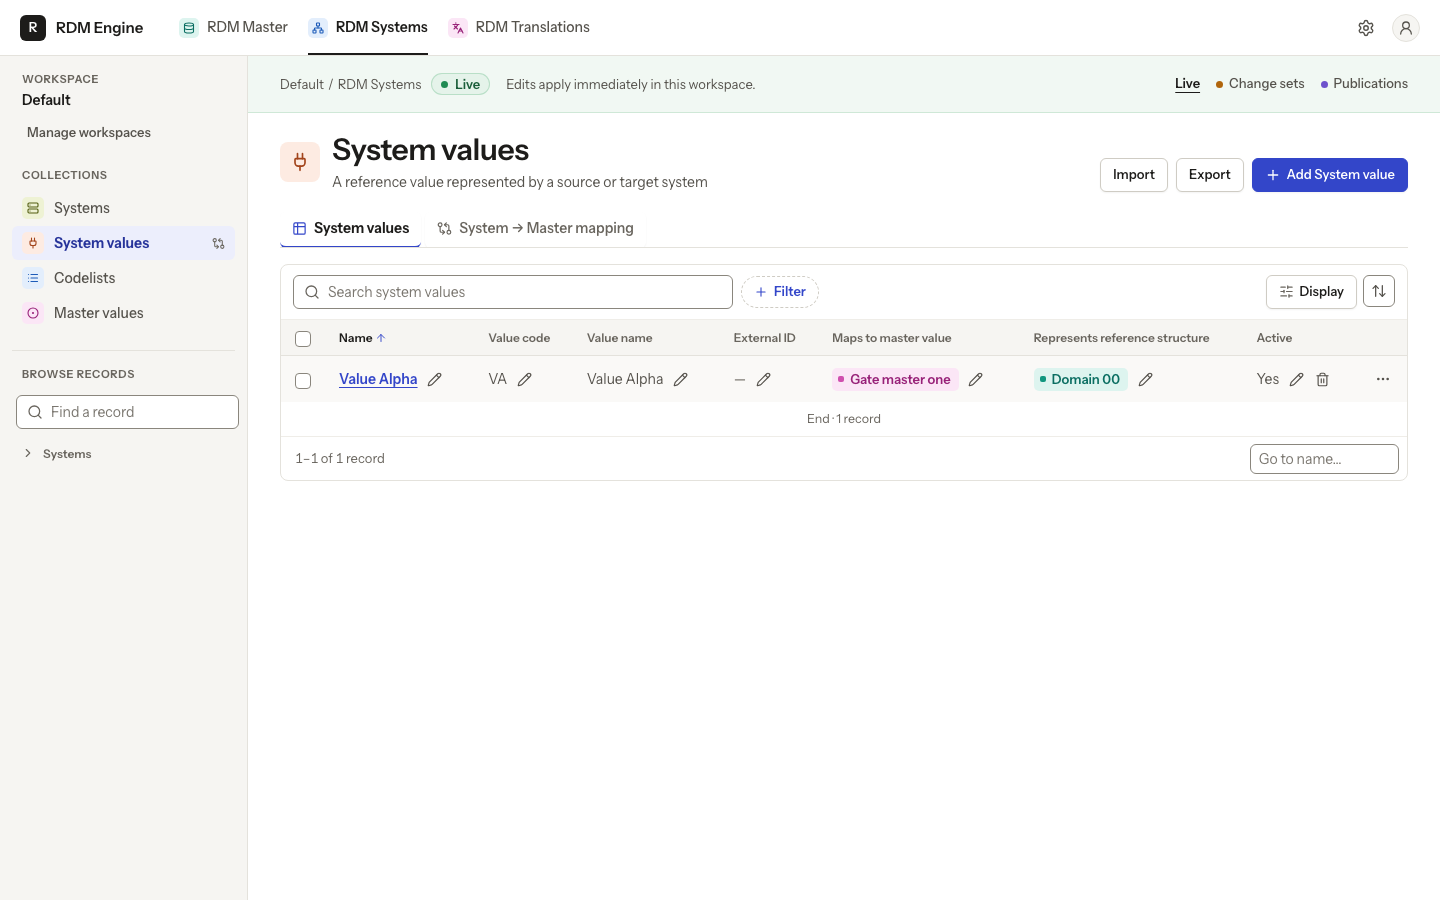 R RDM Engine RDM Master RDM Systems RDM Translations
WORKSPACE
Default
Manage workspaces
COLLECTIONS
Systems
System values
Codelists
Master values
BROWSE RECORDS
Find a record
Systems
Default / RDM Systems Live Edits apply immediately in this workspace. Live Change sets Publications
System values
A reference value represented by a source or target system
Import Export Add System value
System values System → Master mapping
Search system values Filter Display
Name ↑ Value code Value name External ID Maps to master value Represents reference structure Active
Value Alpha VA Value Alpha — Gate master one Domain 00 Yes
End · 1 record
1–1 of 1 record Go to name...